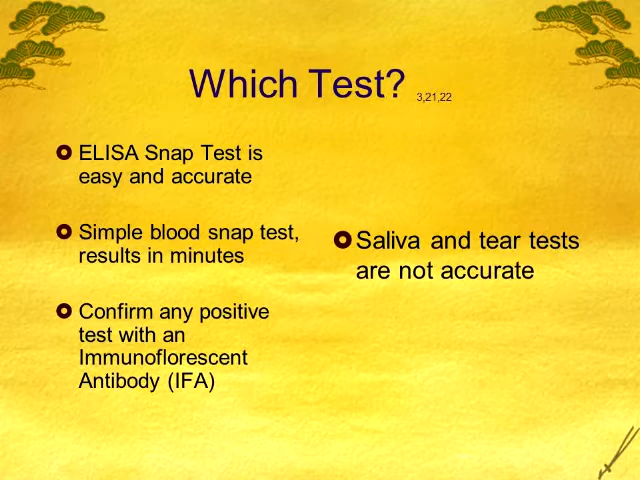 Which Test? 3,21,22
ELISA Snap Test is
easy and accurate
Simple blood snap test,
results in minutes
Confirm any positive
test with an
Immunoflorescent
Antibody (IFA)
Saliva and tear tests
are not accurate